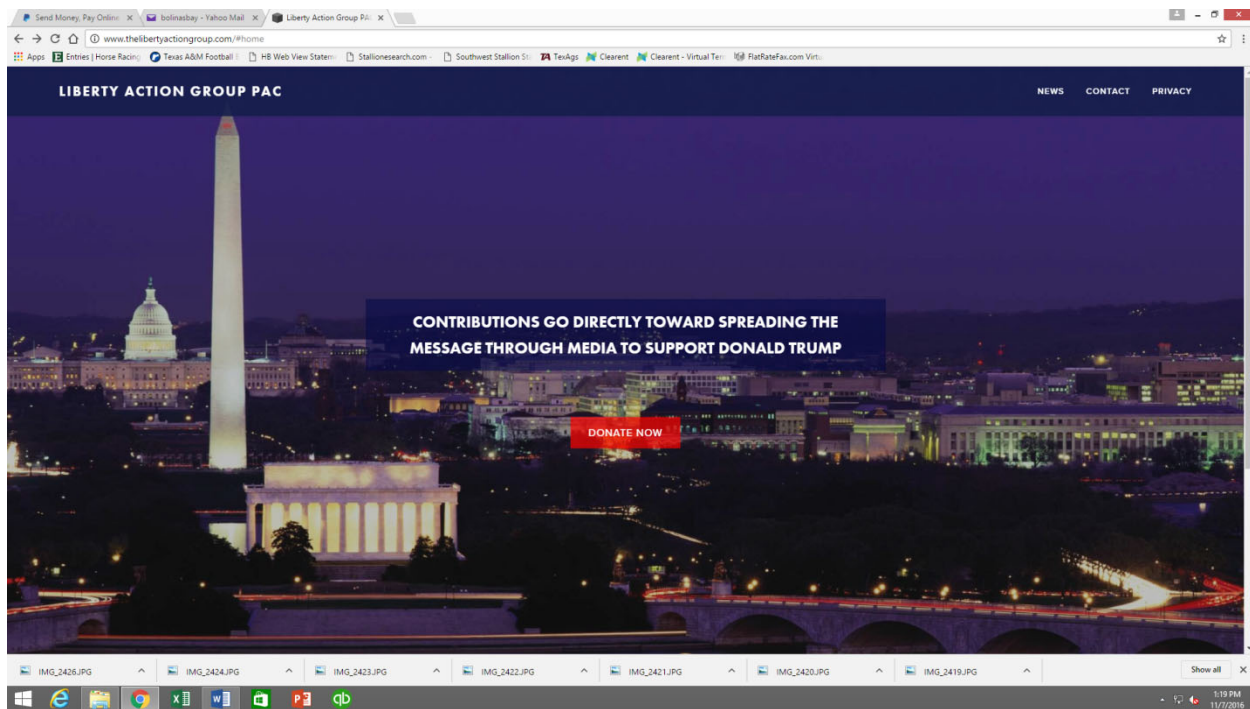 Send Money, Pay Online
bolinasbay - Yahoo Mail
Liberty Action Group PAC
www.thelibertyactiongroup.com/#home
Apps Entries | Horse Racing Texas A&M Football HB Web View Statem Stallionesearch.com - Southwest Stallion Sta TexAgs Clearent Clearent - Virtual Ter FlatRateFax.com Virtu
LIBERTY ACTION GROUP PAC
NEWS CONTACT PRIVACY
CONTRIBUTIONS GO DIRECTLY TOWARD SPREADING THE
MESSAGE THROUGH MEDIA TO SUPPORT DONALD TRUMP
DONATE NOW
IMG_2426.JPG IMG_2424.JPG IMG_2423.JPG IMG_2422.JPG IMG_2421.JPG IMG_2420.JPG IMG_2419.JPG Show all
1:19 PM
11/7/2016